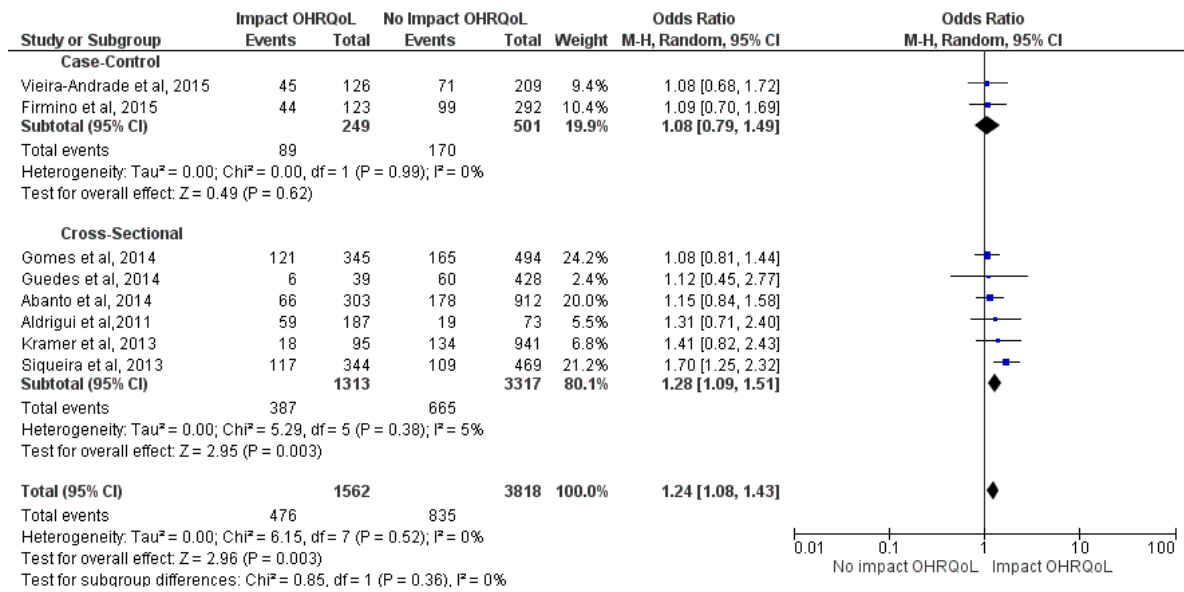 Impact OHRQoL No Impact OHRQoL Odds Ratio Odds Ratio
Study or Subgroup Events Total Events Total Weight M-H, Random, 95% CI M-H, Random, 95% CI
Case-Control
Vieira-Andrade et al, 2015 45 126 71 209 9.4% 1.08 [0.68, 1.72]
Firmino et al, 2015 44 123 99 292 10.4% 1.09 [0.70, 1.69]
Subtotal (95% CI) 249 501 19.9% 1.08 [0.79, 1.49]
Total events 89 170
Heterogeneity: Tau² = 0.00; Chi² = 0.00, df = 1 (P = 0.99); I² = 0%
Test for overall effect: Z = 0.49 (P = 0.62)
Cross-Sectional
Gomes et al, 2014 121 345 165 494 24.2% 1.08 [0.81, 1.44]
Guedes et al, 2014 6 39 60 428 2.4% 1.12 [0.45, 2.77]
Abanto et al, 2014 66 303 178 912 20.0% 1.15 [0.84, 1.58]
Aldrigui et al,2011 59 187 19 73 5.5% 1.31 [0.71, 2.40]
Kramer et al, 2013 18 95 134 941 6.8% 1.41 [0.82, 2.43]
Siqueira et al, 2013 117 344 109 469 21.2% 1.70 [1.25, 2.32]
Subtotal (95% CI) 1313 3317 80.1% 1.28 [1.09, 1.51]
Total events 387 665
Heterogeneity: Tau² = 0.00; Chi² = 5.29, df = 5 (P = 0.38); I² = 5%
Test for overall effect: Z = 2.95 (P = 0.003)
Total (95% CI) 1562 3818 100.0% 1.24 [1.08, 1.43]
Total events 476 835
Heterogeneity: Tau² = 0.00; Chi² = 6.15, df = 7 (P = 0.52); I² = 0%
Test for overall effect: Z = 2.96 (P = 0.003)
Test for subgroup differences: Chi² = 0.85, df = 1 (P = 0.36), I² = 0%
0.01 0.1 1 10 100
No impact OHRQoL Impact OHRQoL